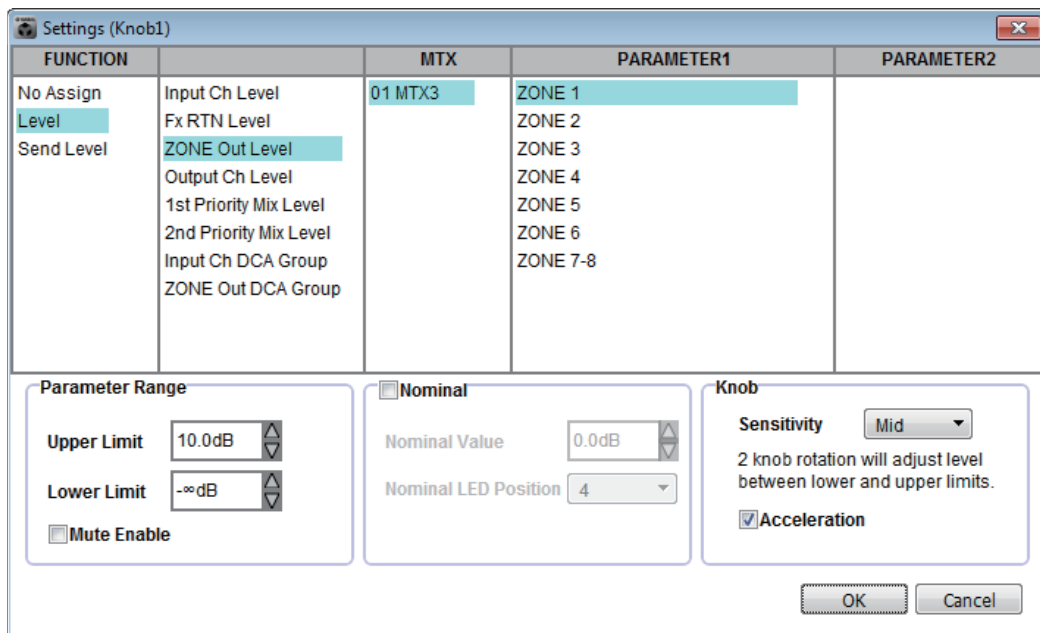 Settings (Knob1)
FUNCTION
MTX
PARAMETER1
PARAMETER2
No Assign
Level
Send Level
Input Ch Level
Fx RTN Level
ZONE Out Level
Output Ch Level
1st Priority Mix Level
2nd Priority Mix Level
Input Ch DCA Group
ZONE Out DCA Group
01 MTX3
ZONE 1
ZONE 2
ZONE 3
ZONE 4
ZONE 5
ZONE 6
ZONE 7-8
Parameter Range
Upper Limit 10.0dB
Lower Limit -∞dB
Mute Enable
Nominal
Nominal Value 0.0dB
Nominal LED Position 4
Knob
Sensitivity Mid
2 knob rotation will adjust level
between lower and upper limits.
Acceleration
OK Cancel